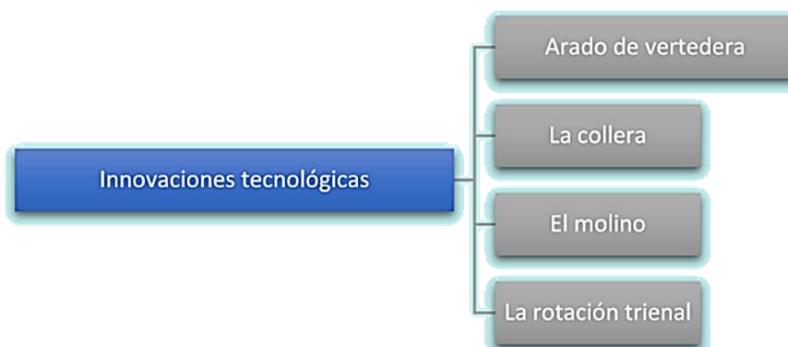 Innovaciones tecnológicas
Arado de vertedera
La collera
El molino
La rotación trienal